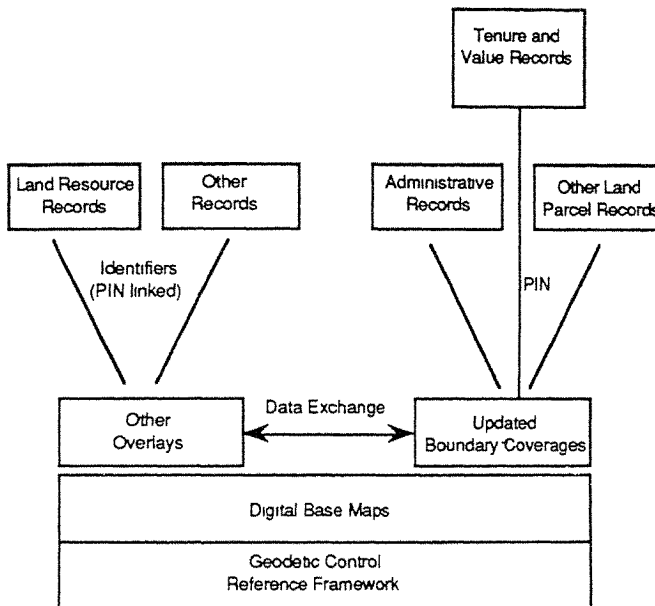 Tenure and
Value Records
Land Resource
Records
Other
Records
Administrative
Records
Other Land
Parcel Records
Identifiers
(PIN linked)
PIN
Other
Overlays
Data Exchange
Updated
Boundary Coverages
Digital Base Maps
Geodetic Control
Reference Framework